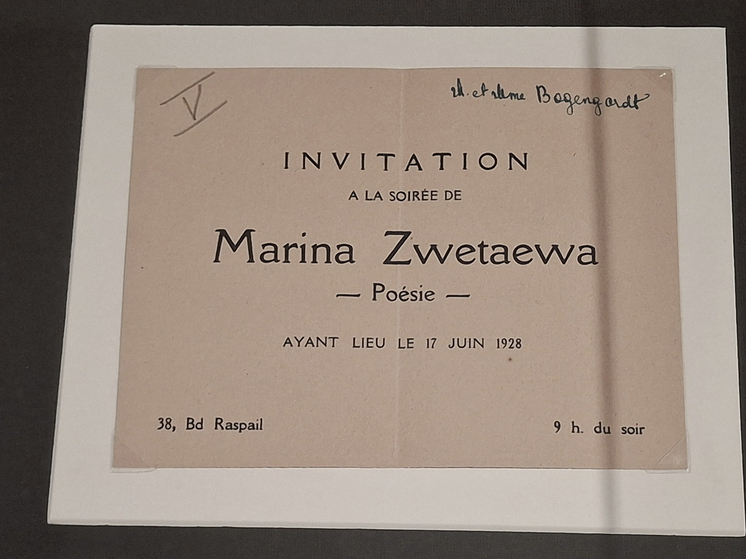 V
M. et Mme Bogengardt
INVITATION
A LA SOIRÉE DE
Marina Zwetaewa
— Poésie —
AYANT LIEU LE 17 JUIN 1928
38, Bd Raspail
9 h. du soir